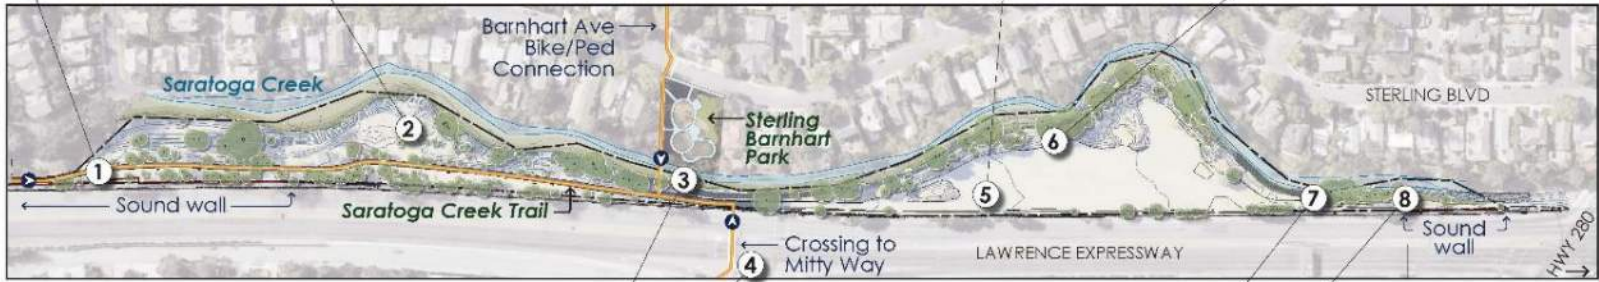 Barnhart Ave
Bike/Ped
Connection
Saratoga Creek
STERLING BLVD
Sterling
Barnhart
Park
1
2
3
4
5
6
7
8
Sound wall
Saratoga Creek Trail
Crossing to
Mitty Way
LAWRENCE EXPRESSWAY
Sound
wall
HWY 280